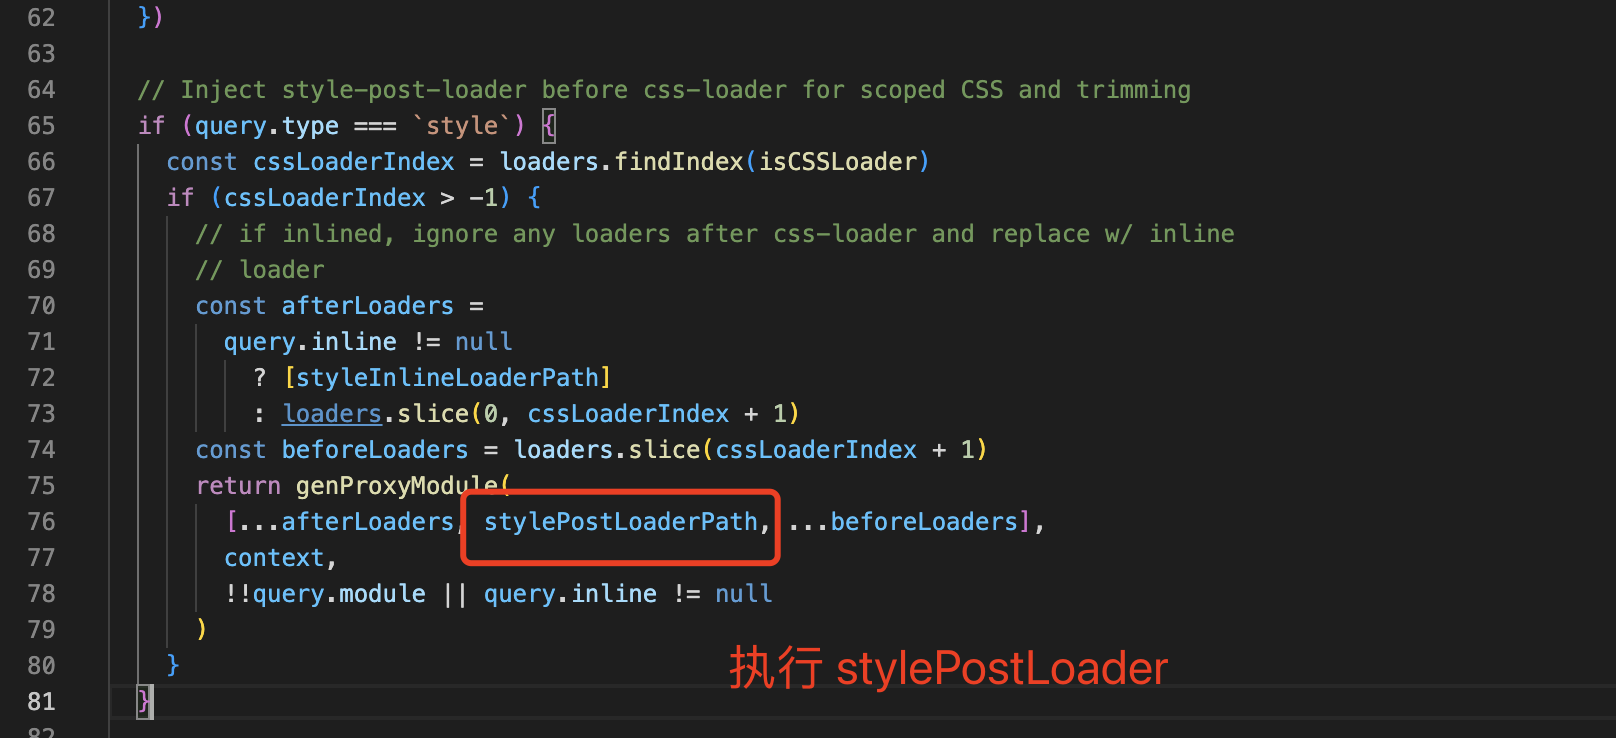 62 })
63
64 // Inject style-post-loader before css-loader for scoped CSS and trimming
65 if (query.type === `style`) {
66 const cssLoaderIndex = loaders.findIndex(isCSSLoader)
67 if (cssLoaderIndex > -1) {
68 // if inlined, ignore any loaders after css-loader and replace w/ inline
69 // loader
70 const afterLoaders =
71 query.inline != null
72 ? [styleInlineLoaderPath]
73 : loaders.slice(0, cssLoaderIndex + 1)
74 const beforeLoaders = loaders.slice(cssLoaderIndex + 1)
75 return genProxyModule(
76 [...afterLoaders, stylePostLoaderPath, ...beforeLoaders],
77 context,
78 !!query.module || query.inline != null
79 )
80 }
执行 stylePostLoader
81 }
82